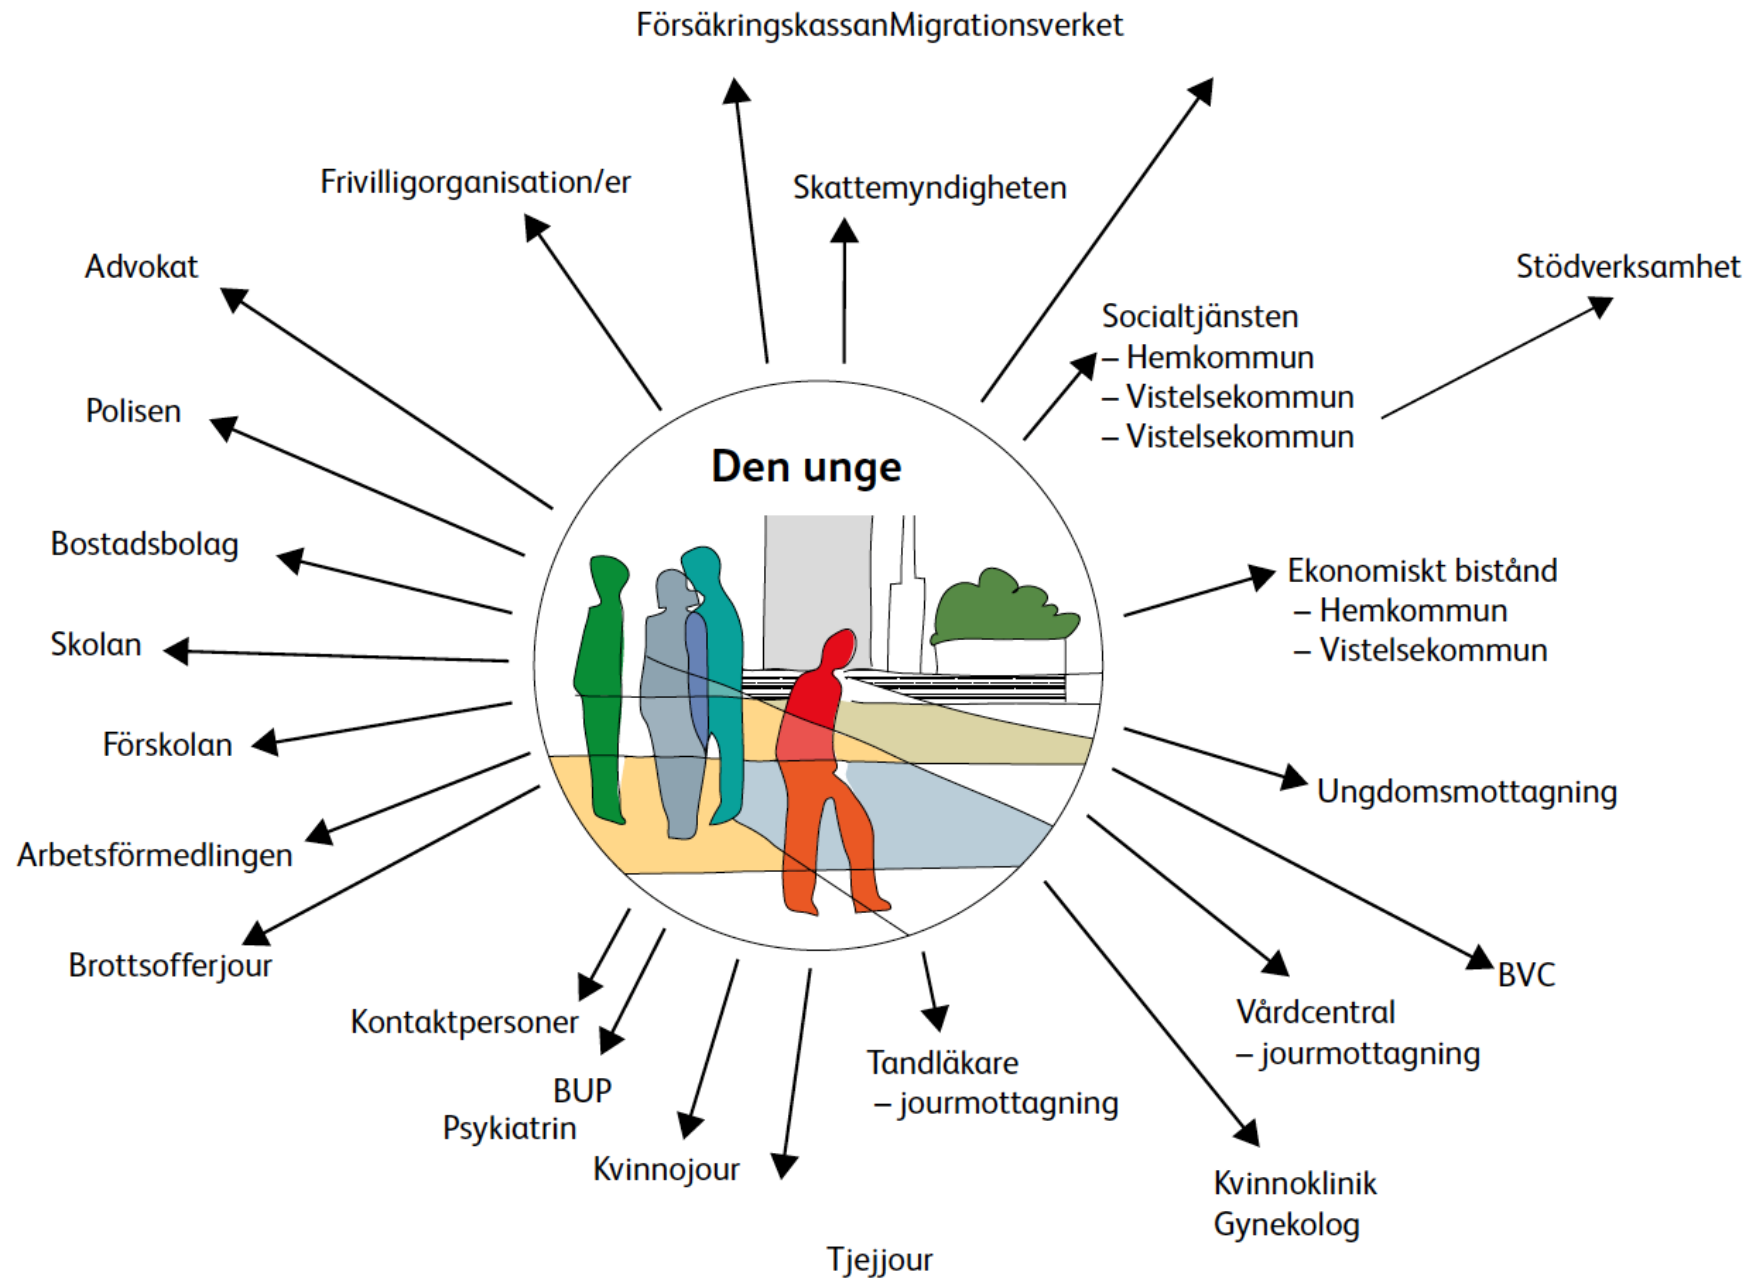 FörsäkringskassanMigrationsverket
Frivilligorganisation/er
Skattemyndigheten
Advokat
Stödverksamhet
Socialtjänsten
– Hemkommun
– Vistelsekommun
– Vistelsekommun
Polisen
Den unge
Bostadsbolag
Ekonomiskt bistånd
– Hemkommun
– Vistelsekommun
Skolan
Förskolan
Ungdomsmottagning
Arbetsförmedlingen
Brottsofferjour
BVC
Kontaktpersoner
Vårdcentral
– jourmottagning
Tandläkare
– jourmottagning
BUP
Psykiatrin
Kvinnojour
Kvinnoklinik
Gynekolog
Tjejjour